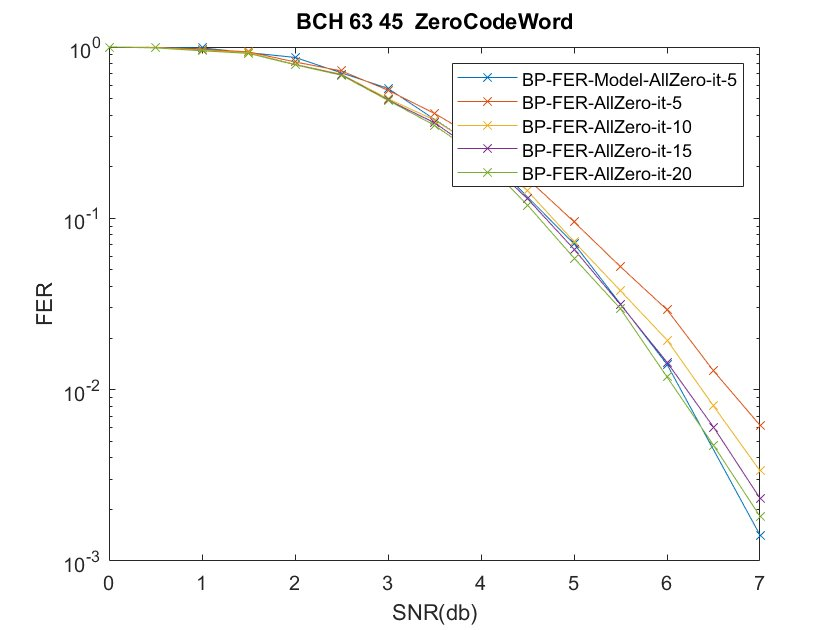 BCH 63 45  ZeroCodeWord
10^0
BP-FER-Model-AllZero-it-5
BP-FER-AllZero-it-5
BP-FER-AllZero-it-10
BP-FER-AllZero-it-15
BP-FER-AllZero-it-20
10^-1
FER
10^-2
10^-3
0 1 2 3 4 5 6 7
SNR(db)